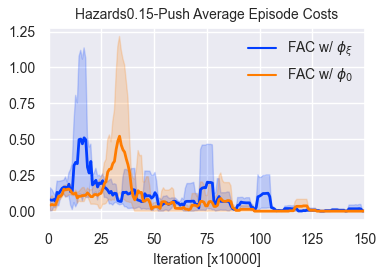 Hazards0.15-Push Average Episode Costs
1.25
1.00
0.75
0.50
0.25
0.00
FAC w/ ϕξ
FAC w/ ϕ0
0 25 50 75 100 125 150
Iteration [x10000]